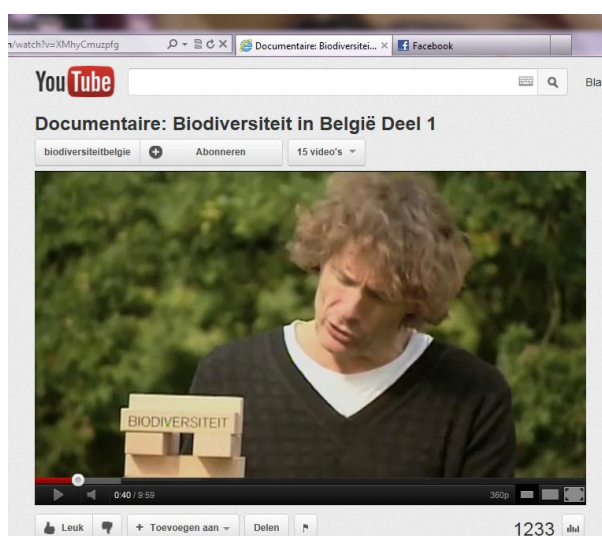 n/watch?v=XMhyCmuzpfg
Documentaire: Biodiversitei... ×
Facebook
YouTube
Bla
Documentaire: Biodiversiteit in België Deel 1
biodiversiteitbelgie
Abonneren
15 video's
BIODIVERSITEIT
0:40 / 9:59
360p
Leuk
+ Toevoegen aan
Delen
1233